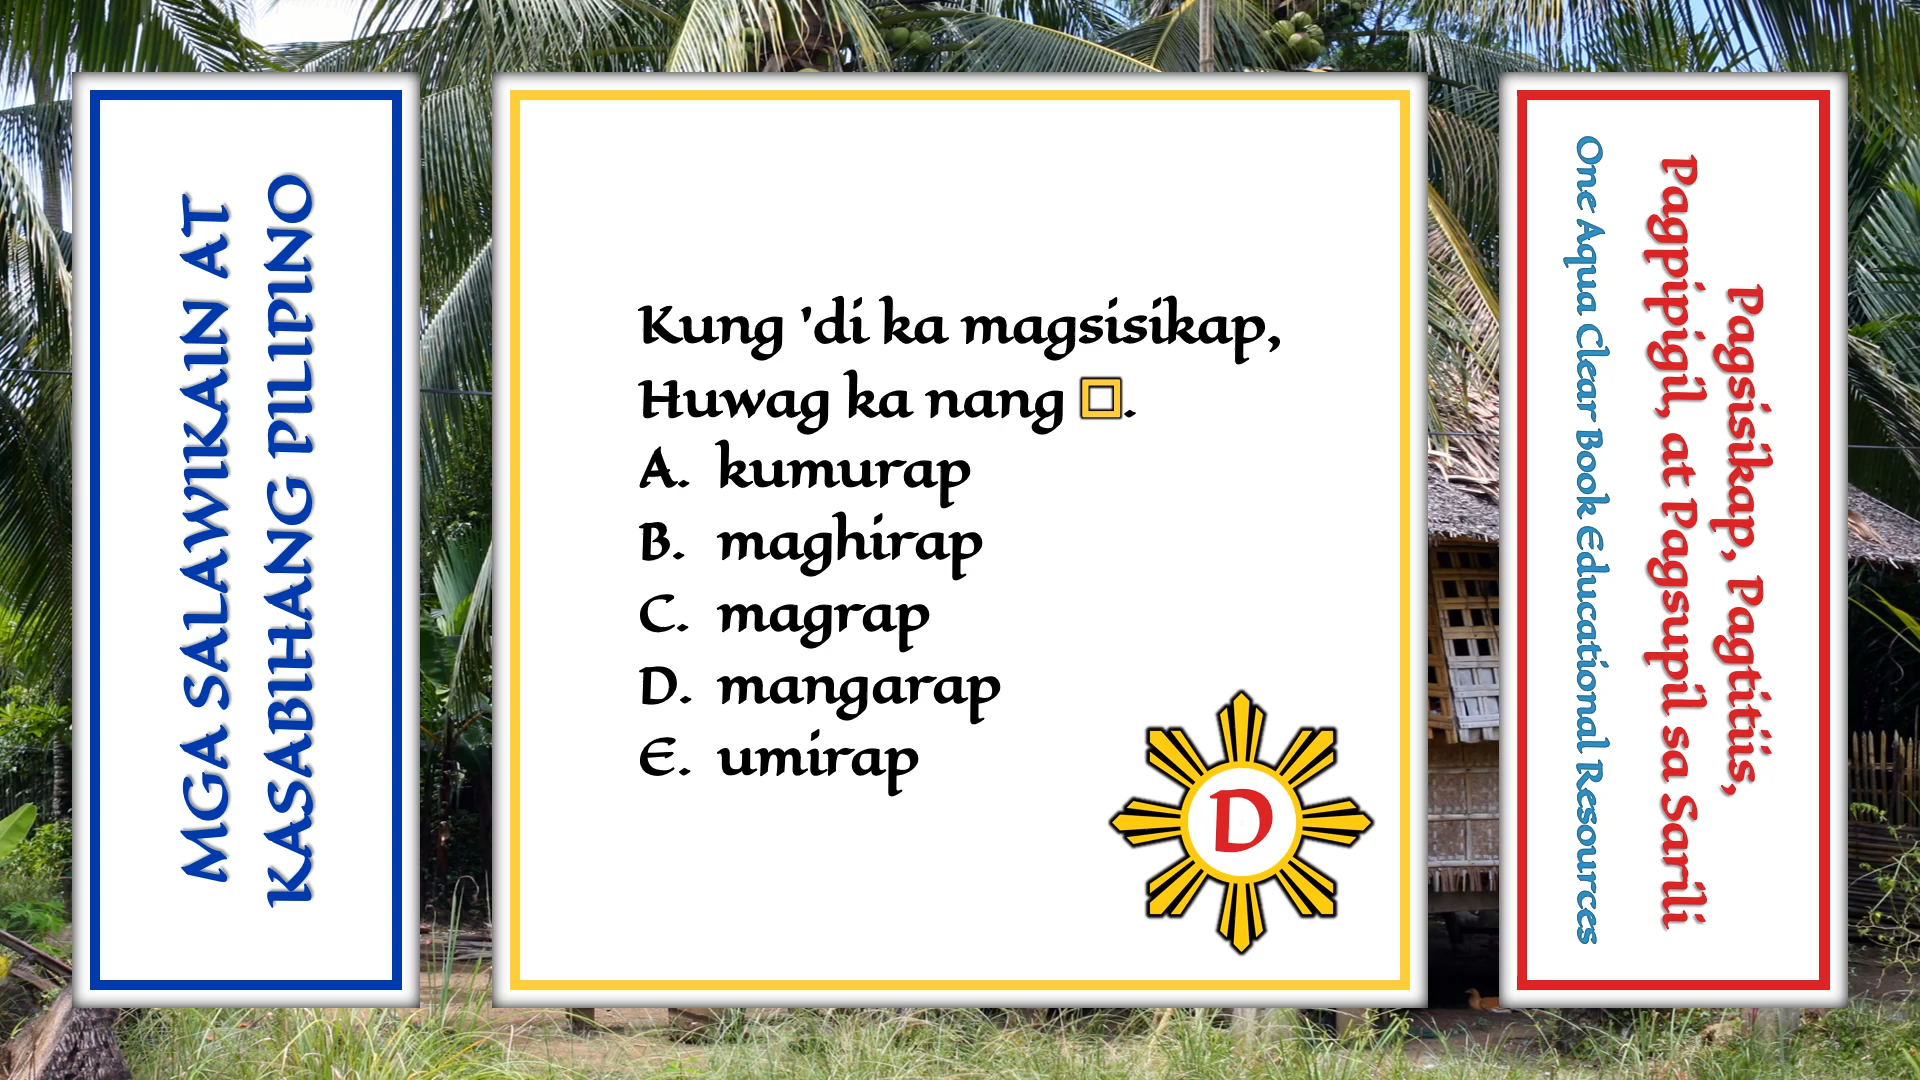 MGA SALAWIKAIN AT
KASABIHANG PILIPINO
Kung 'di ka magsisikap,
Huwag ka nang □.
A. kumurap
B. maghirap
C. magrap
D. mangarap
E. umirap
D
Pagsisikap, Pagtitiis,
Pagpipigil, at Pagsupil sa Sarili
One Aqua Clear Book Educational Resources